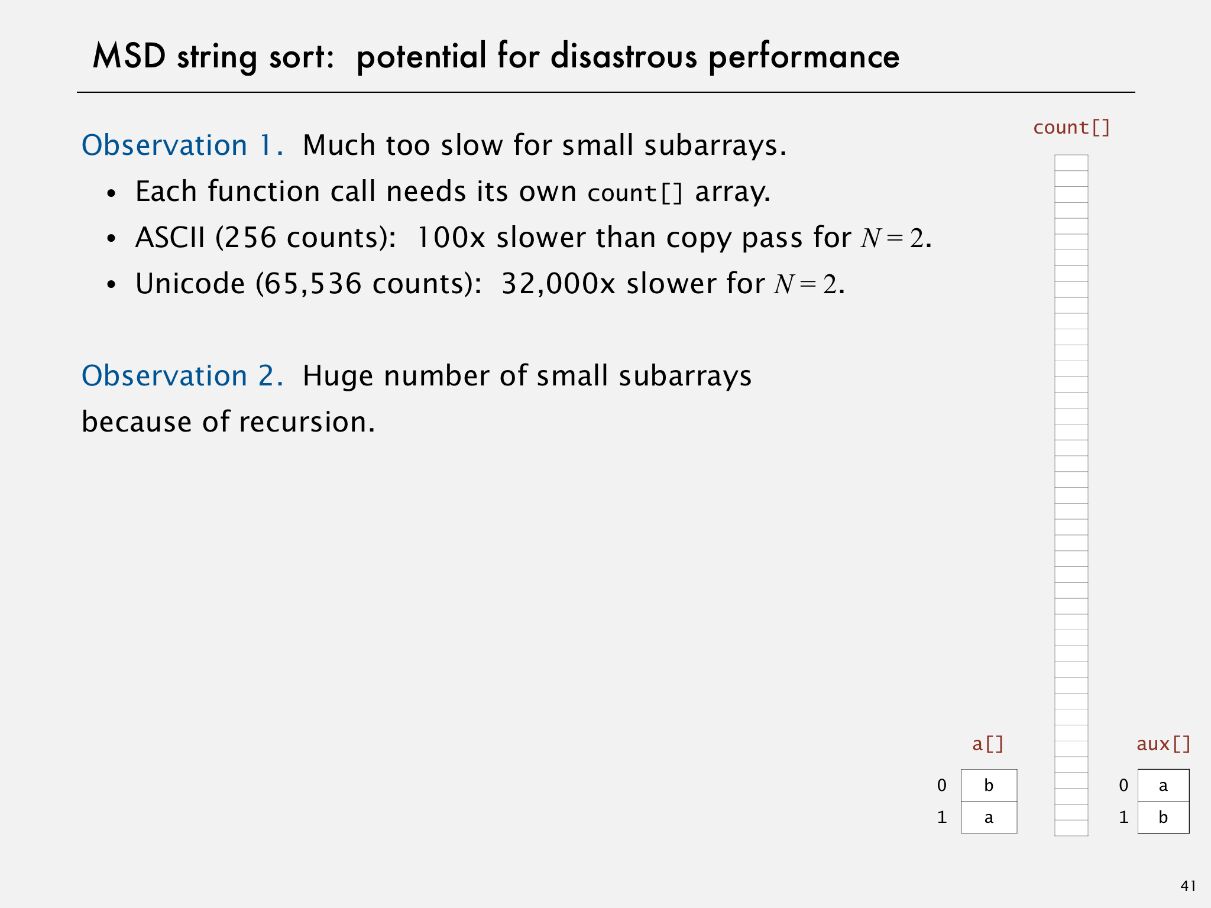 MSD string sort: potential for disastrous performance
Observation 1. Much too slow for small subarrays.
• Each function call needs its own count[] array.
• ASCII (256 counts): 100x slower than copy pass for N = 2.
• Unicode (65,536 counts): 32,000x slower for N = 2.
Observation 2. Huge number of small subarrays
because of recursion.
count[]
a[]
0 b
1 a
aux[]
0 a
1 b
41